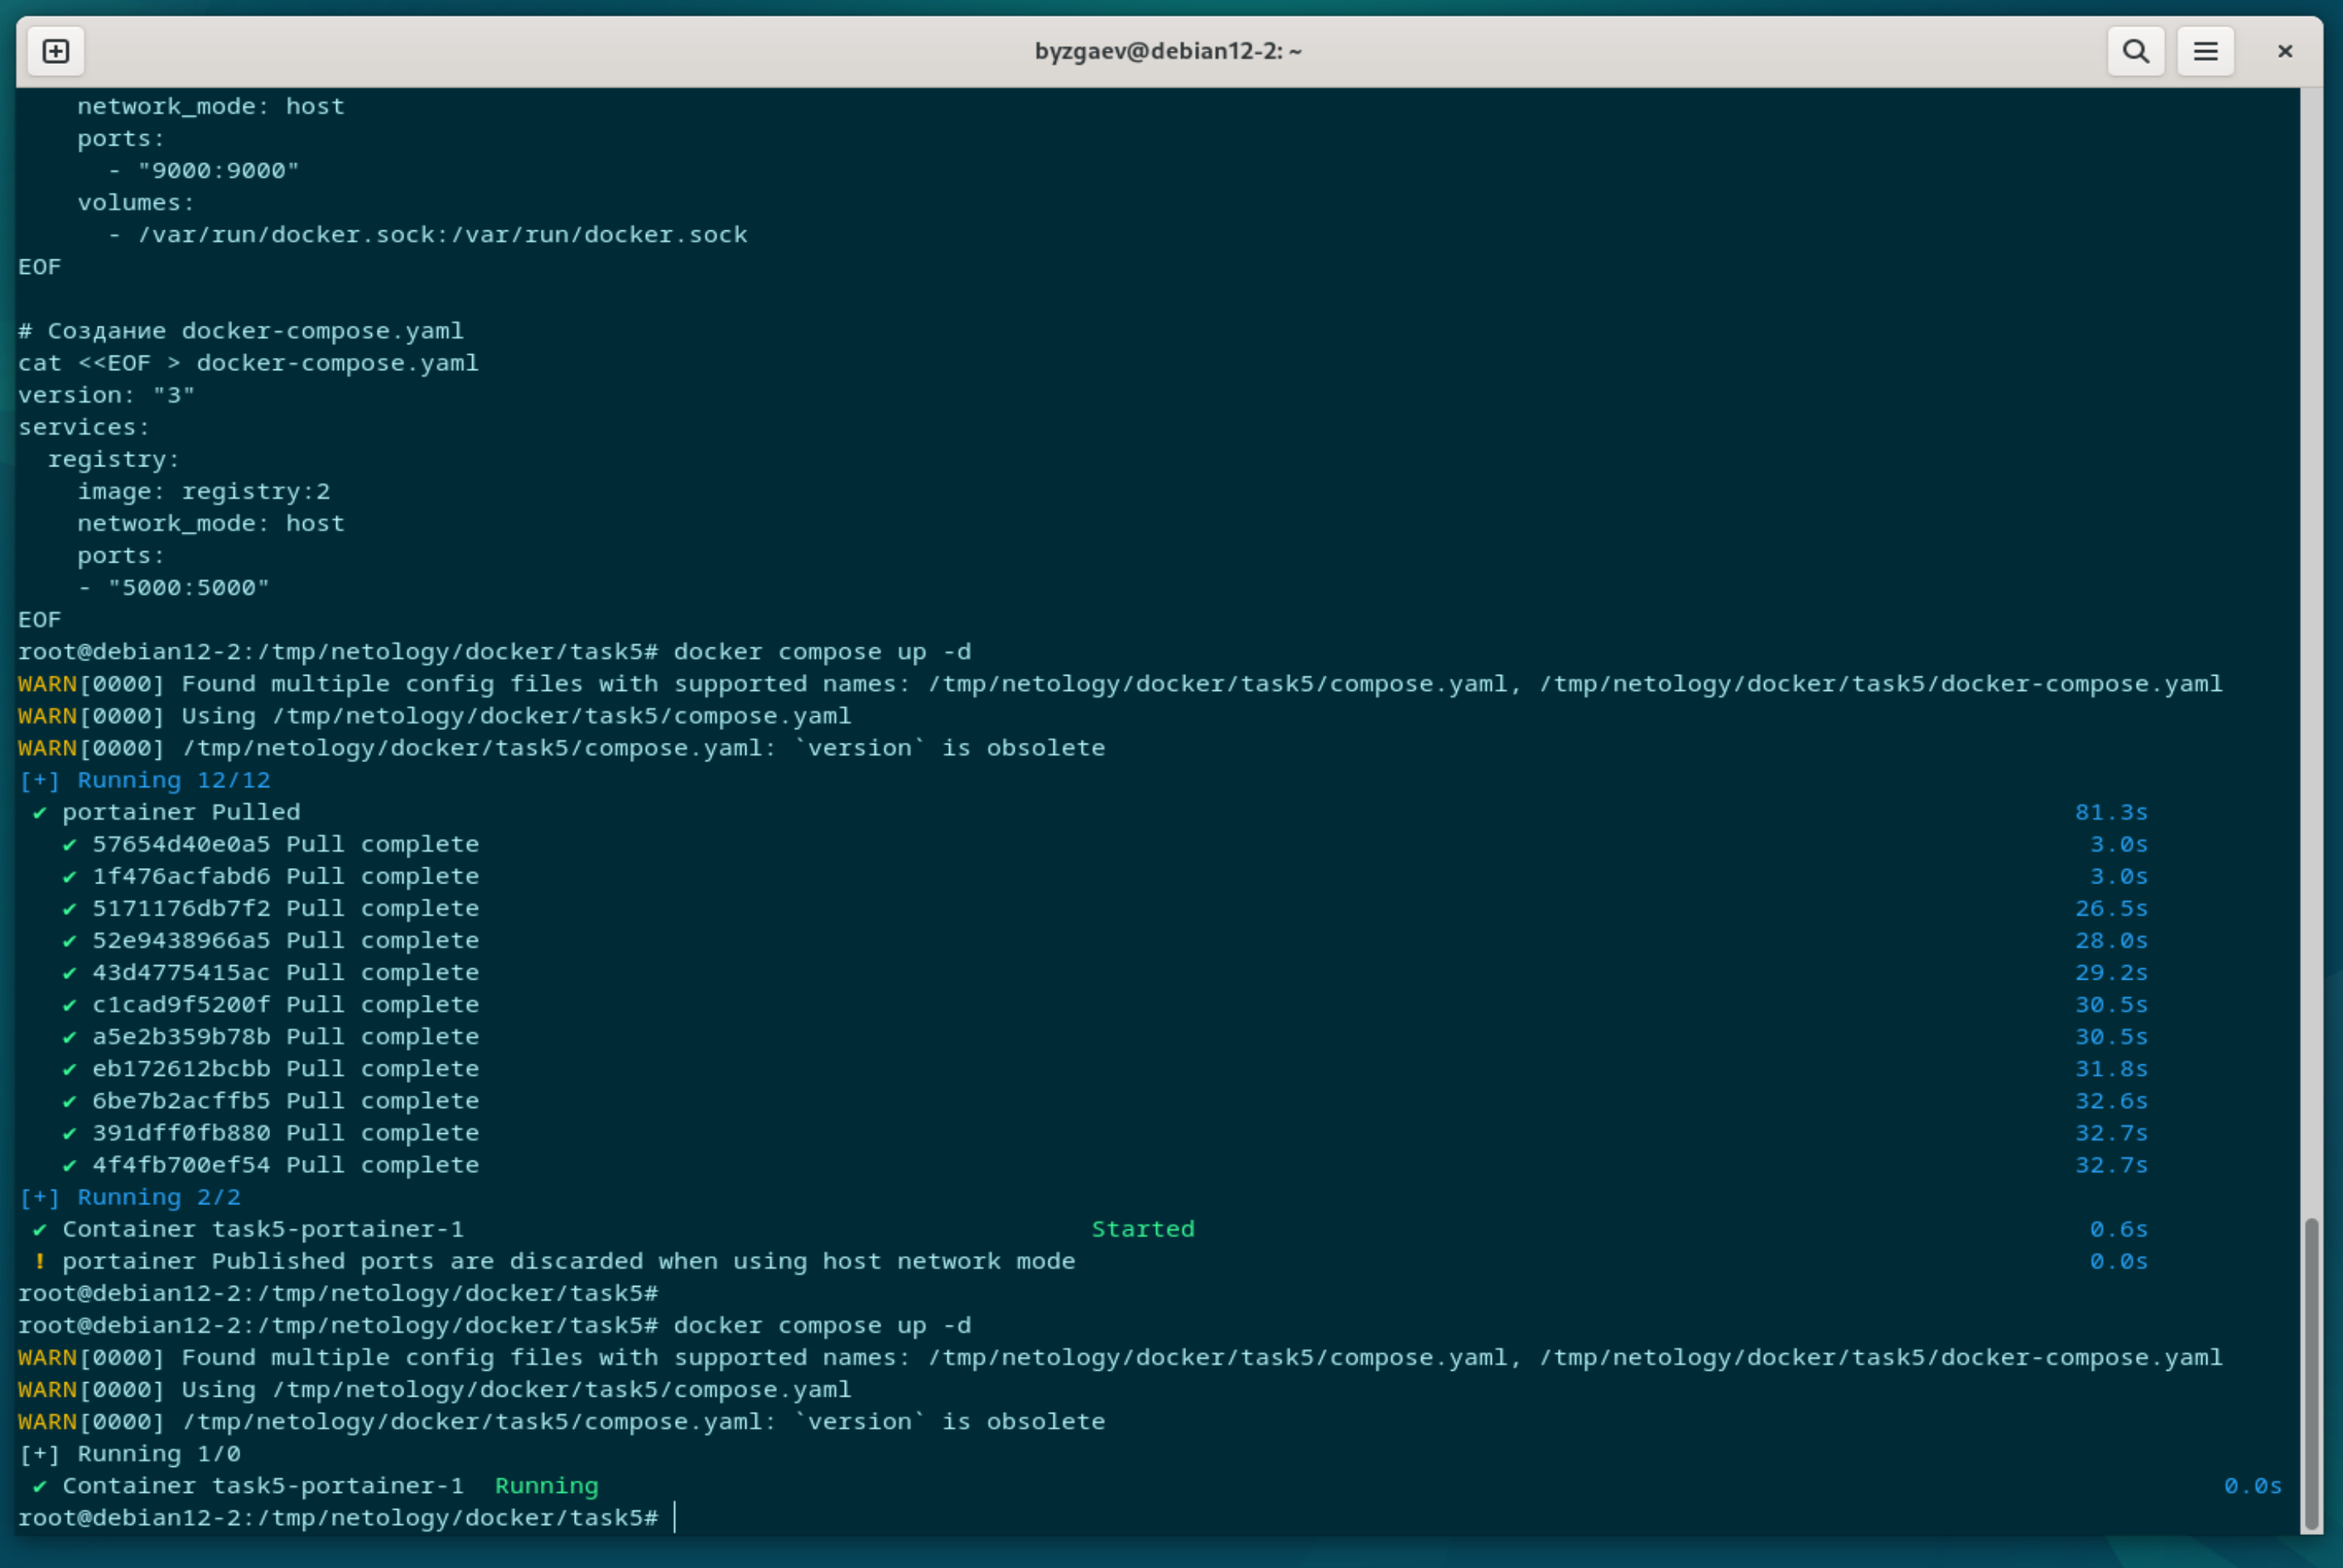 byzgaev@debian12-2: ~
    network_mode: host
    ports:
      - "9000:9000"
    volumes:
      - /var/run/docker.sock:/var/run/docker.sock
EOF

# Создание docker-compose.yaml
cat <<EOF > docker-compose.yaml
version: "3"
services:
  registry:
    image: registry:2
    network_mode: host
    ports:
    - "5000:5000"
EOF
root@debian12-2:/tmp/netology/docker/task5# docker compose up -d
WARN[0000] Found multiple config files with supported names: /tmp/netology/docker/task5/compose.yaml, /tmp/netology/docker/task5/docker-compose.yaml
WARN[0000] Using /tmp/netology/docker/task5/compose.yaml
WARN[0000] /tmp/netology/docker/task5/compose.yaml: `version` is obsolete
[+] Running 12/12
 ✔ portainer Pulled 81.3s
   ✔ 57654d40e0a5 Pull complete 3.0s
   ✔ 1f476acfabd6 Pull complete 3.0s
   ✔ 5171176db7f2 Pull complete 26.5s
   ✔ 52e9438966a5 Pull complete 28.0s
   ✔ 43d4775415ac Pull complete 29.2s
   ✔ c1cad9f5200f Pull complete 30.5s
   ✔ a5e2b359b78b Pull complete 30.5s
   ✔ eb172612bcbb Pull complete 31.8s
   ✔ 6be7b2acffb5 Pull complete 32.6s
   ✔ 391dff0fb880 Pull complete 32.7s
   ✔ 4f4fb700ef54 Pull complete 32.7s
[+] Running 2/2
 ✔ Container task5-portainer-1 Started 0.6s
 ! portainer Published ports are discarded when using host network mode 0.0s
root@debian12-2:/tmp/netology/docker/task5#
root@debian12-2:/tmp/netology/docker/task5# docker compose up -d
WARN[0000] Found multiple config files with supported names: /tmp/netology/docker/task5/compose.yaml, /tmp/netology/docker/task5/docker-compose.yaml
WARN[0000] Using /tmp/netology/docker/task5/compose.yaml
WARN[0000] /tmp/netology/docker/task5/compose.yaml: `version` is obsolete
[+] Running 1/0
 ✔ Container task5-portainer-1  Running 0.0s
root@debian12-2:/tmp/netology/docker/task5#